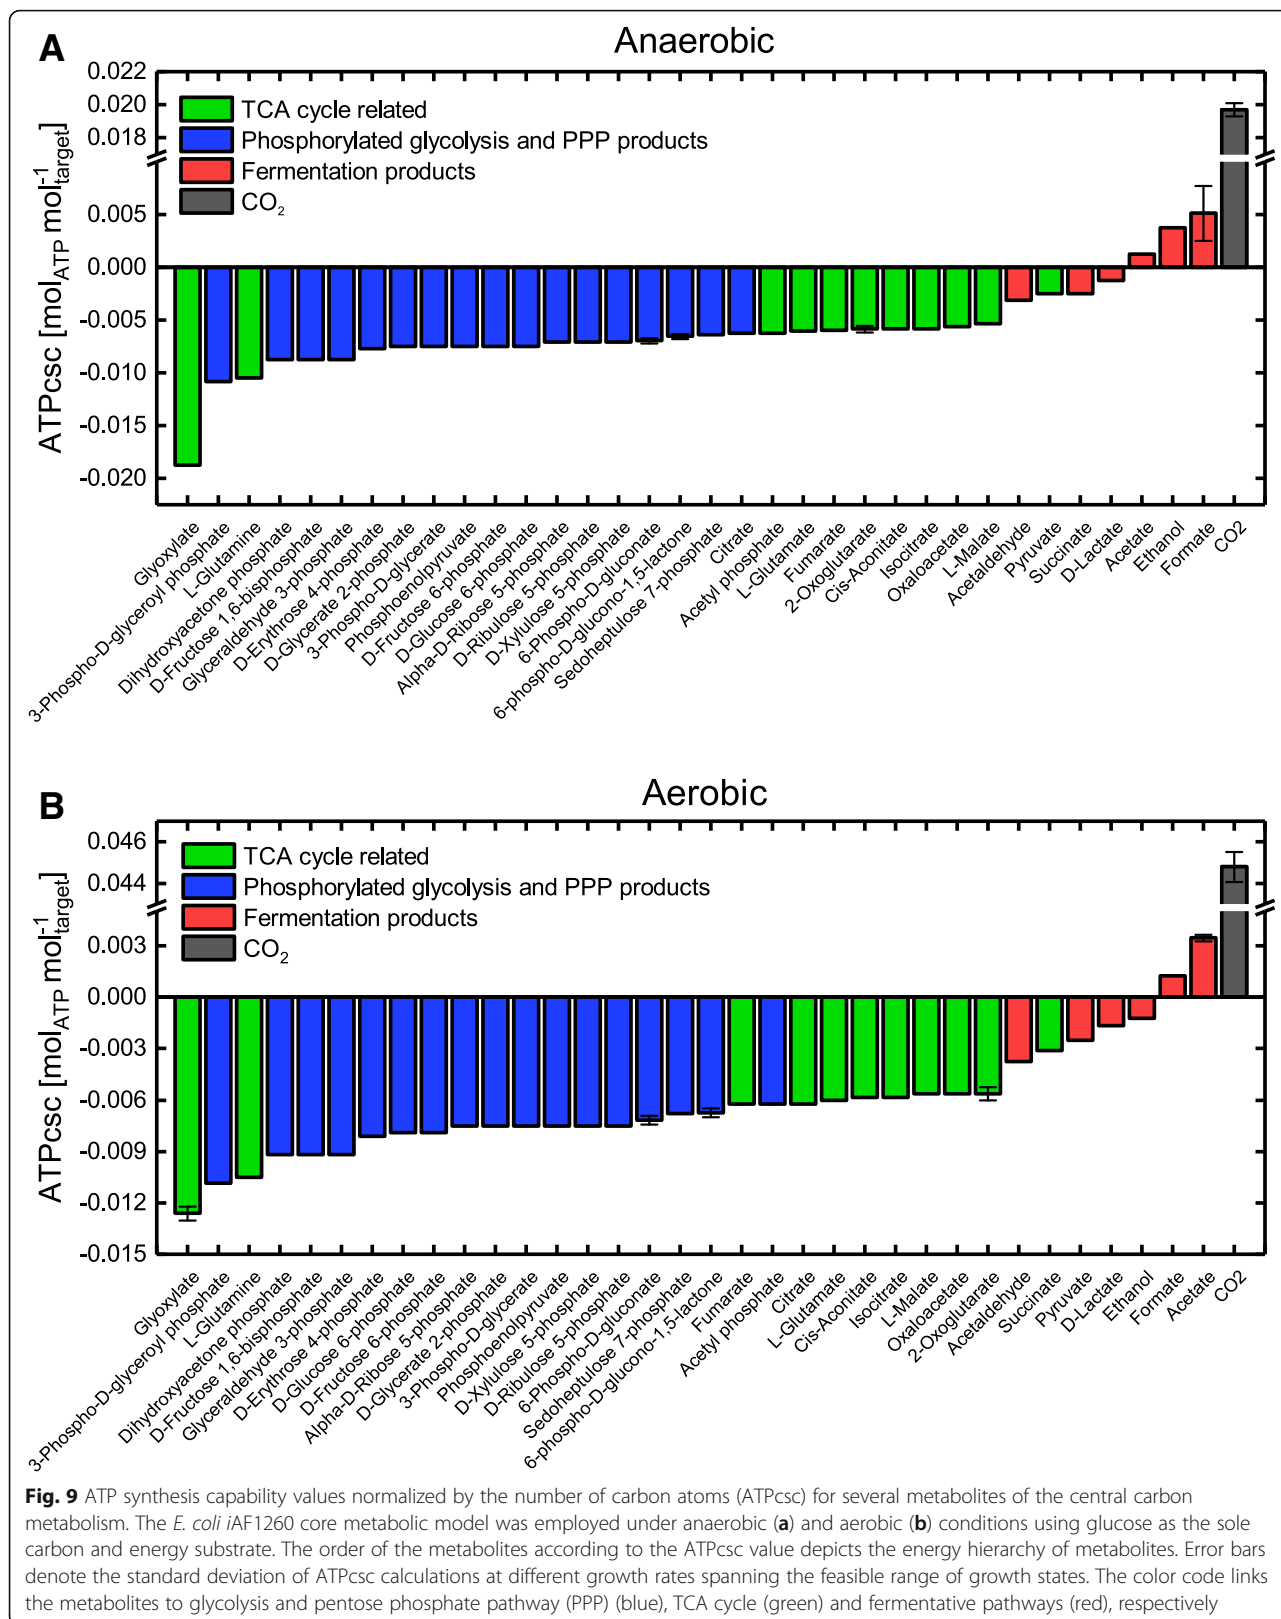 A
Anaerobic
0.022
0.020
0.018
0.005
0.000
-0.005
-0.010
-0.015
-0.020
ATPcsc [mol_ATP mol^-1_target]
TCA cycle related
Phosphorylated glycolysis and PPP products
Fermentation products
CO₂
Glyoxylate
3-Phospho-D-glyceroyl phosphate
L-Glutamine
Dihydroxyacetone phosphate
D-Fructose 1,6-bisphosphate
Glyceraldehyde 3-phosphate
D-Erythrose 4-phosphate
D-Glycerate 2-phosphate
3-Phospho-D-glycerate
Phosphoenolpyruvate
D-Fructose 6-phosphate
D-Glucose 6-phosphate
Alpha-D-Ribose 5-phosphate
D-Ribulose 5-phosphate
D-Xylulose 5-phosphate
6-Phospho-D-gluconate
6-phospho-D-glucono-1,5-lactone
Sedoheptulose 7-phosphate
Citrate
Acetyl phosphate
L-Glutamate
Fumarate
2-Oxoglutarate
Cis-Aconitate
Isocitrate
Oxaloacetate
L-Malate
Acetaldehyde
Pyruvate
Succinate
D-Lactate
Acetate
Ethanol
Formate
CO2
B
Aerobic
0.046
0.044
0.003
0.000
-0.003
-0.006
-0.009
-0.012
-0.015
ATPcsc [mol_ATP mol^-1_target]
TCA cycle related
Phosphorylated glycolysis and PPP products
Fermentation products
CO₂
Glyoxylate
3-Phospho-D-glyceroyl phosphate
L-Glutamine
Dihydroxyacetone phosphate
D-Fructose 1,6-bisphosphate
Glyceraldehyde 3-phosphate
D-Erythrose 4-phosphate
D-Glucose 6-phosphate
D-Fructose 6-phosphate
Alpha-D-Ribose 5-phosphate
D-Glycerate 2-phosphate
3-Phospho-D-glycerate
Phosphoenolpyruvate
D-Xylulose 5-phosphate
D-Ribulose 5-phosphate
6-Phospho-D-gluconate
Sedoheptulose 7-phosphate
6-phospho-D-glucono-1,5-lactone
Fumarate
Acetyl phosphate
Citrate
L-Glutamate
Cis-Aconitate
Isocitrate
L-Malate
Oxaloacetate
2-Oxoglutarate
Acetaldehyde
Succinate
Pyruvate
D-Lactate
Ethanol
Formate
Acetate
CO2
Fig. 9 ATP synthesis capability values normalized by the number of carbon atoms (ATPcsc) for several metabolites of the central carbon
metabolism. The E. coli iAF1260 core metabolic model was employed under anaerobic (a) and aerobic (b) conditions using glucose as the sole
carbon and energy substrate. The order of the metabolites according to the ATPcsc value depicts the energy hierarchy of metabolites. Error bars
denote the standard deviation of ATPcsc calculations at different growth rates spanning the feasible range of growth states. The color code links
the metabolites to glycolysis and pentose phosphate pathway (PPP) (blue), TCA cycle (green) and fermentative pathways (red), respectively